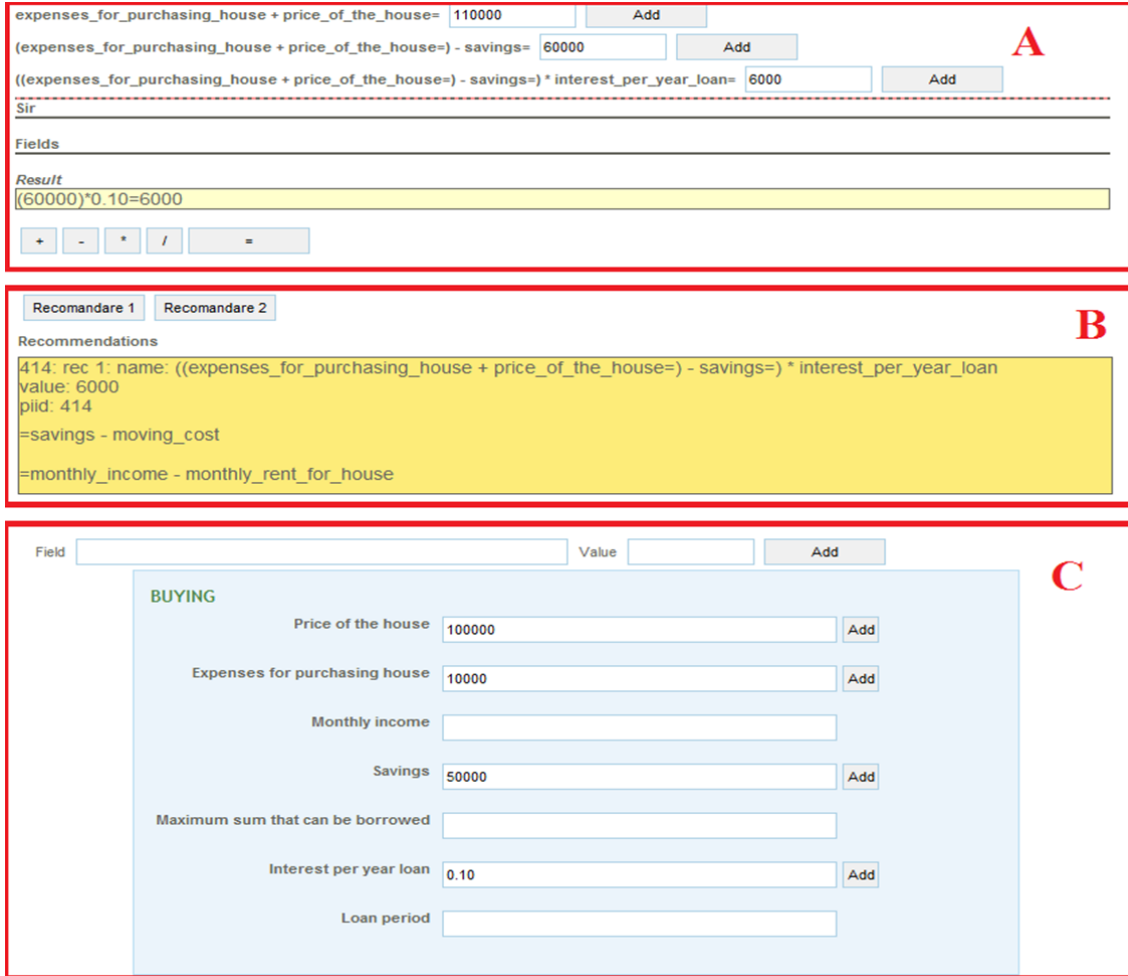 expenses_for_purchasing_house + price_of_the_house= 110000 Add
A
(expenses_for_purchasing_house + price_of_the_house=) - savings= 60000 Add
((expenses_for_purchasing_house + price_of_the_house=) - savings=) * interest_per_year_loan= 6000 Add
Sir
Fields
Result
(60000)*0.10=6000
+ - * / =
Recomandare 1 Recomandare 2
B
Recommendations
414: rec 1: name: ((expenses_for_purchasing_house + price_of_the_house=) - savings=) * interest_per_year_loan
value: 6000
piid: 414
=savings - moving_cost
=monthly_income - monthly_rent_for_house
Field Value Add
C
BUYING
Price of the house 100000 Add
Expenses for purchasing house 10000 Add
Monthly income
Savings 50000 Add
Maximum sum that can be borrowed
Interest per year loan 0.10 Add
Loan period